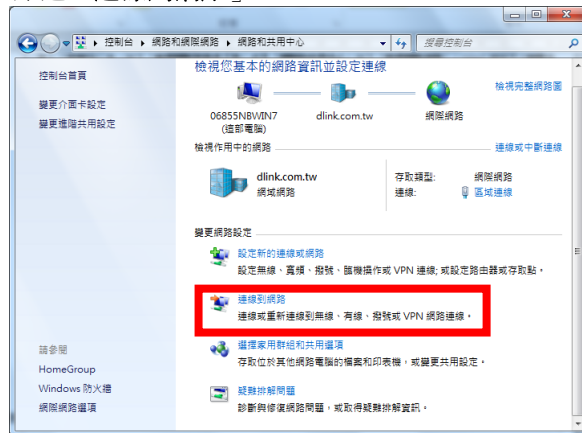 控制台 ▸ 網路和網際網路 ▸ 網路和共用中心
搜尋控制台
控制台首頁
變更介面卡設定
變更進階共用設定
請參閱
HomeGroup
Windows 防火牆
網際網路選項
檢視您基本的網路資訊並設定連線
檢視完整網路圖
06855NBWIN7
(這部電腦)
dlink.com.tw
網際網路
檢視作用中的網路
連線或中斷連線
dlink.com.tw
網域網路
存取類型: 網際網路
連線: 區域連線
變更網路設定
設定新的連線或網路
設定無線、寬頻、撥號、臨機操作或 VPN 連線; 或設定路由器或存取點。
連線到網路
連線或重新連線到無線、有線、撥號或 VPN 網路連線。
選擇家用群組和共用選項
存取位於其他網路電腦的檔案和印表機，或變更共用設定。
疑難排解問題
診斷與修復網路問題，或取得疑難排解資訊。